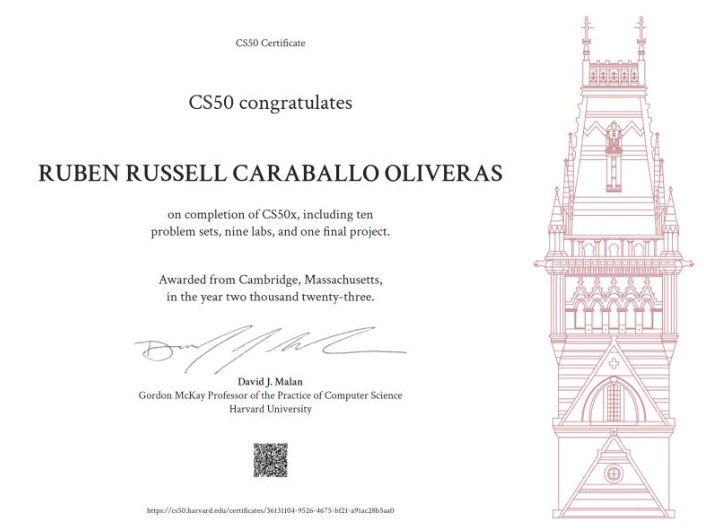 CS50 Certificate
CS50 congratulates
RUBEN RUSSELL CARABALLO OLIVERAS
on completion of CS50x, including ten
problem sets, nine labs, and one final project.
Awarded from Cambridge, Massachusetts,
in the year two thousand twenty-three.
David J. Malan
Gordon McKay Professor of the Practice of Computer Science
Harvard University
https://cs50.harvard.edu/certificates/36131104-9526-4675-bf21-a91ac28b5aa0